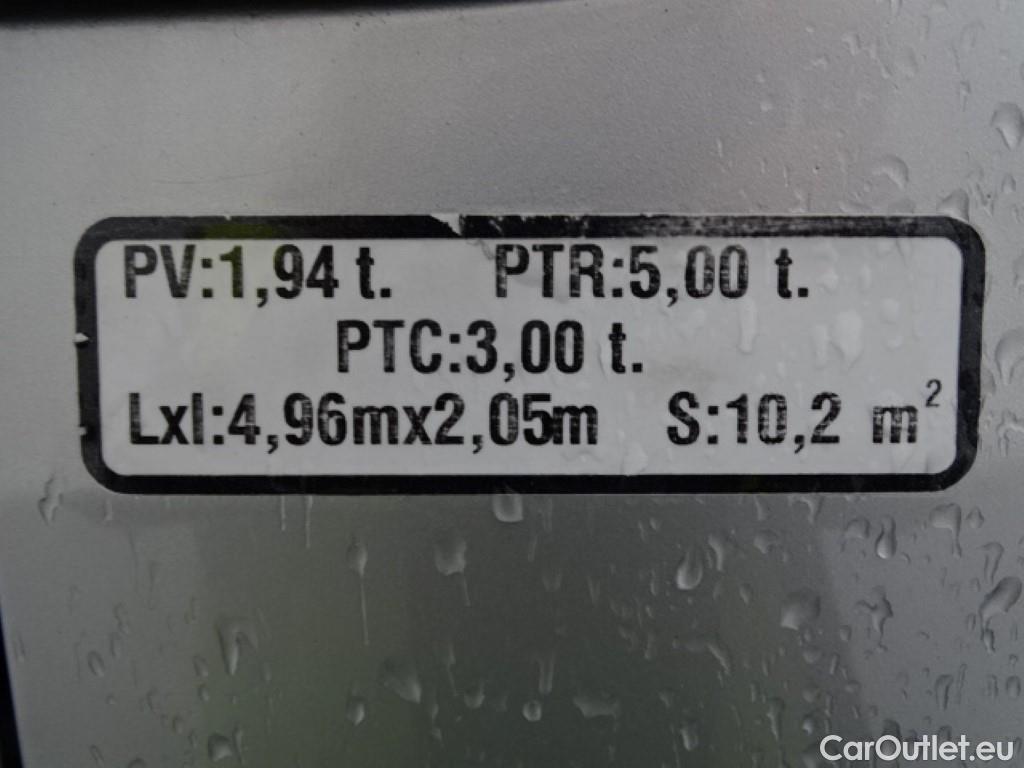 PV:1,94 t. PTR:5,00 t.
PTC:3,00 t.
Lxl:4,96mx2,05m S:10,2 m²
CarOutlet.eu